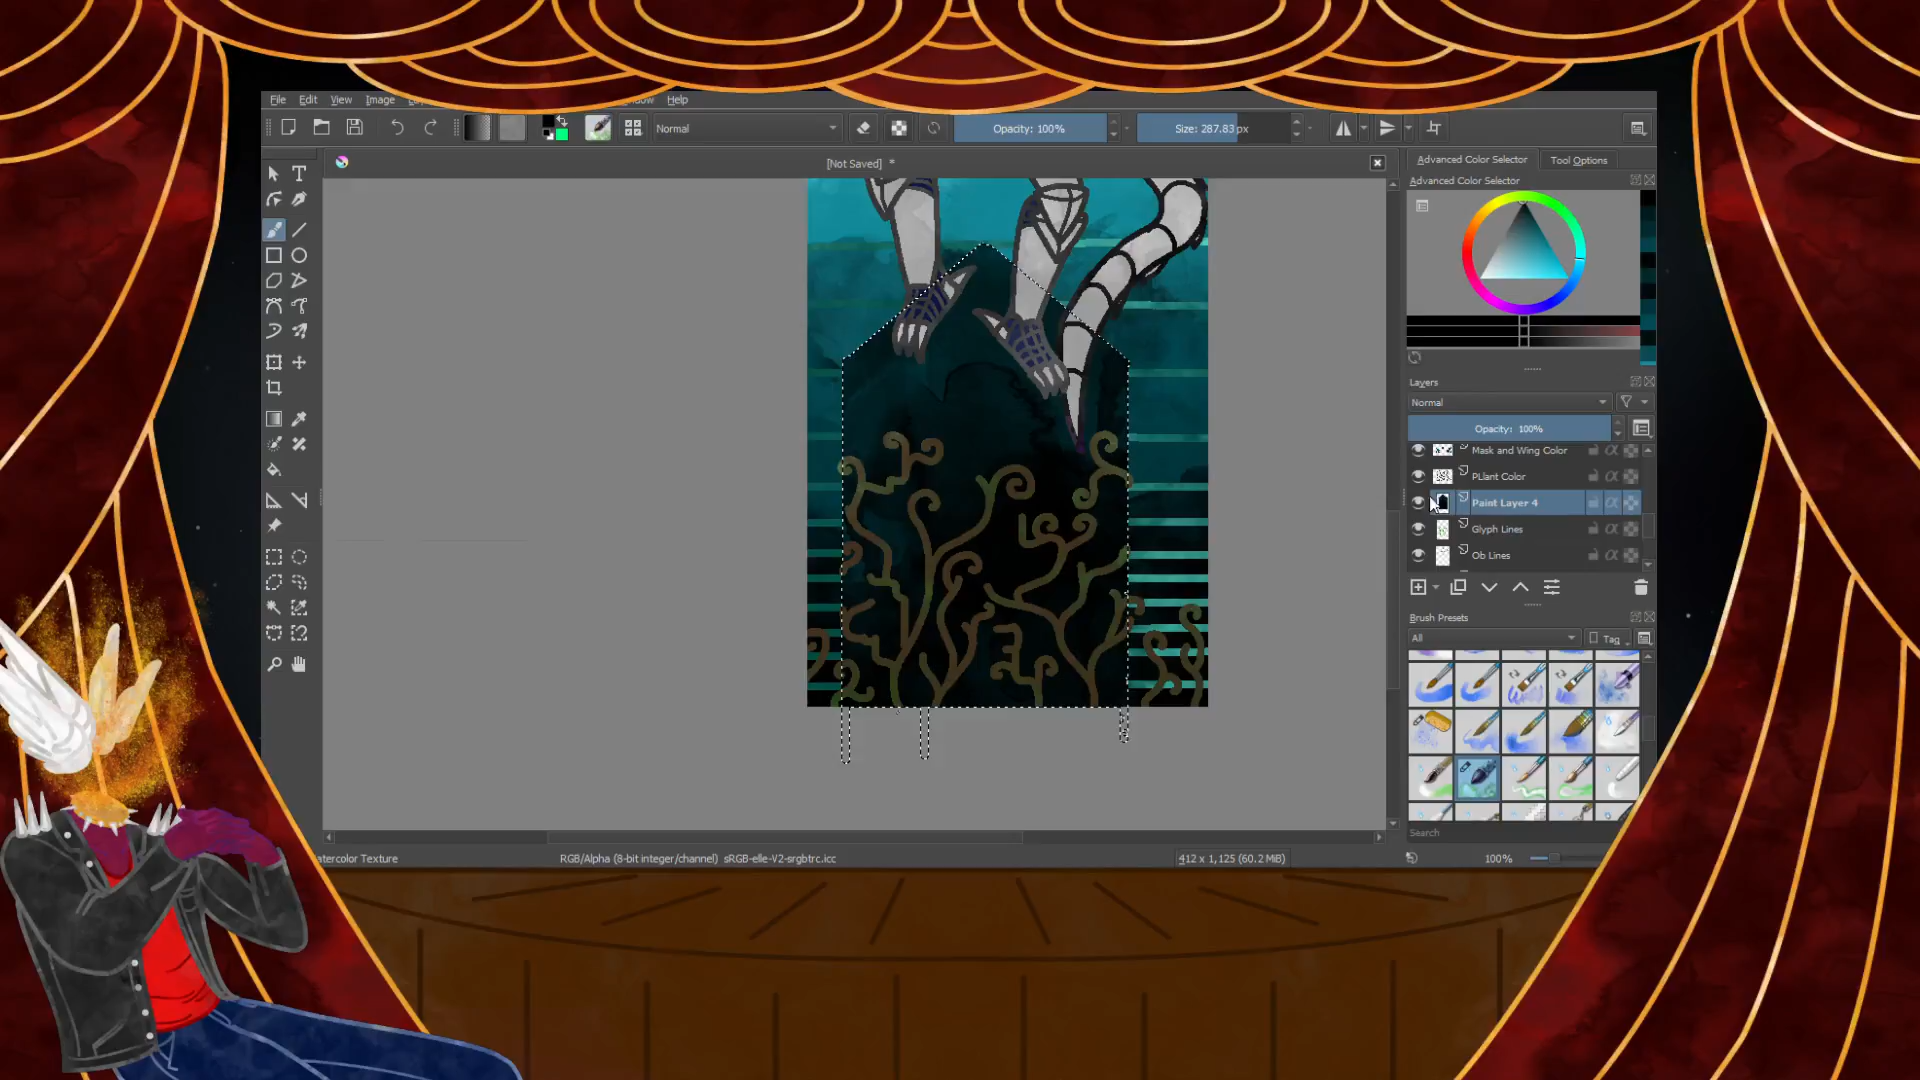 File Edit View Image Help
Normal
Opacity: 100%
Size: 287.83 px
[Not Saved] *
Advanced Color Selector
Tool Options
Advanced Color Selector
Layers
Normal
Opacity: 100%
Mask and Wing Color
PLlant Color
Paint Layer 4
Glyph Lines
Ob Lines
Brush Presets
All
Tag
Search
atercolor Texture
RGB/Alpha (8-bit integer/channel) sRGB-elle-V2-srgbtrc.icc
412 x 1,125 (60.2 MiB)
100%